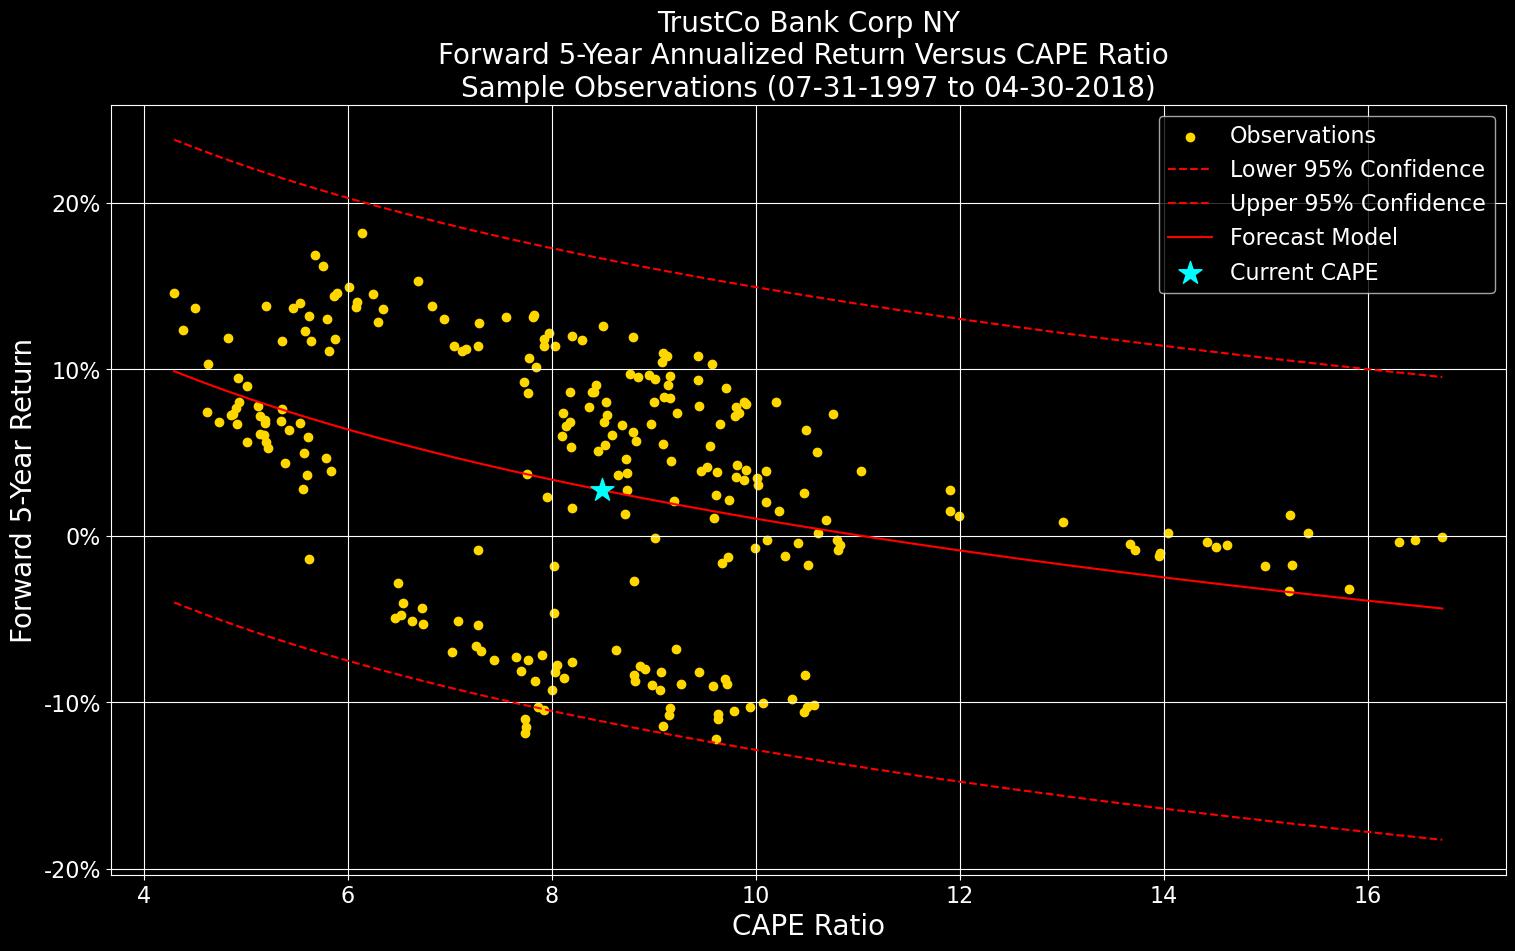 TrustCo Bank Corp NY
Forward 5-Year Annualized Return Versus CAPE Ratio
Sample Observations (07-31-1997 to 04-30-2018)
Observations
Lower 95% Confidence
Upper 95% Confidence
Forecast Model
Current CAPE
Forward 5-Year Return
20%
10%
0%
-10%
-20%
4 6 8 10 12 14 16
CAPE Ratio